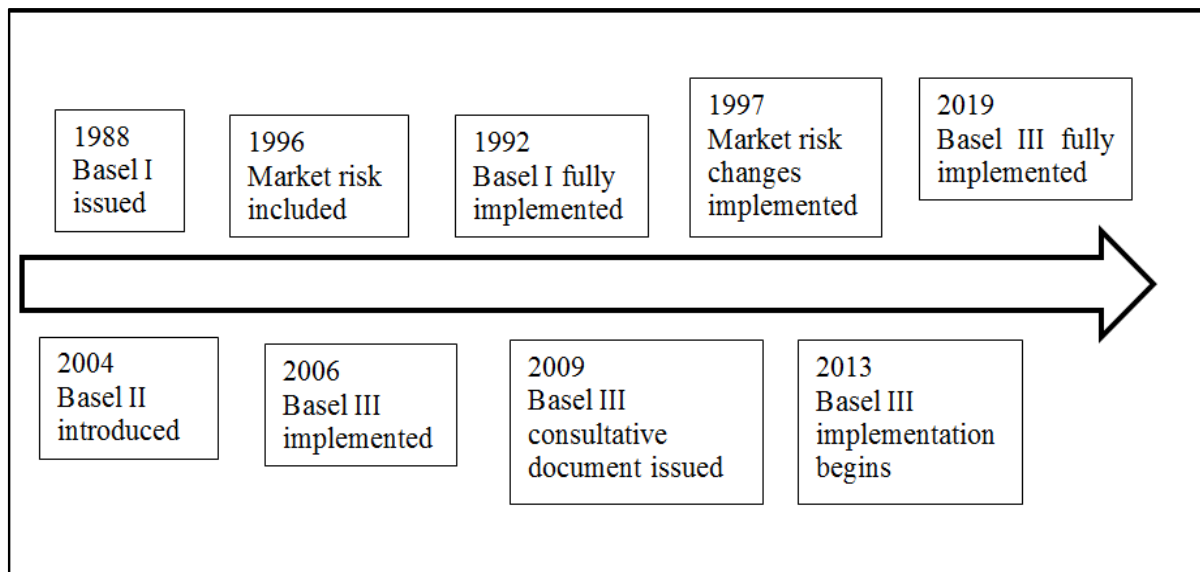 1988
Basel I
issued
1996
Market risk
included
1992
Basel I fully
implemented
1997
Market risk
changes
implemented
2019
Basel III fully
implemented
2004
Basel II
introduced
2006
Basel III
implemented
2009
Basel III
consultative
document issued
2013
Basel III
implementation
begins